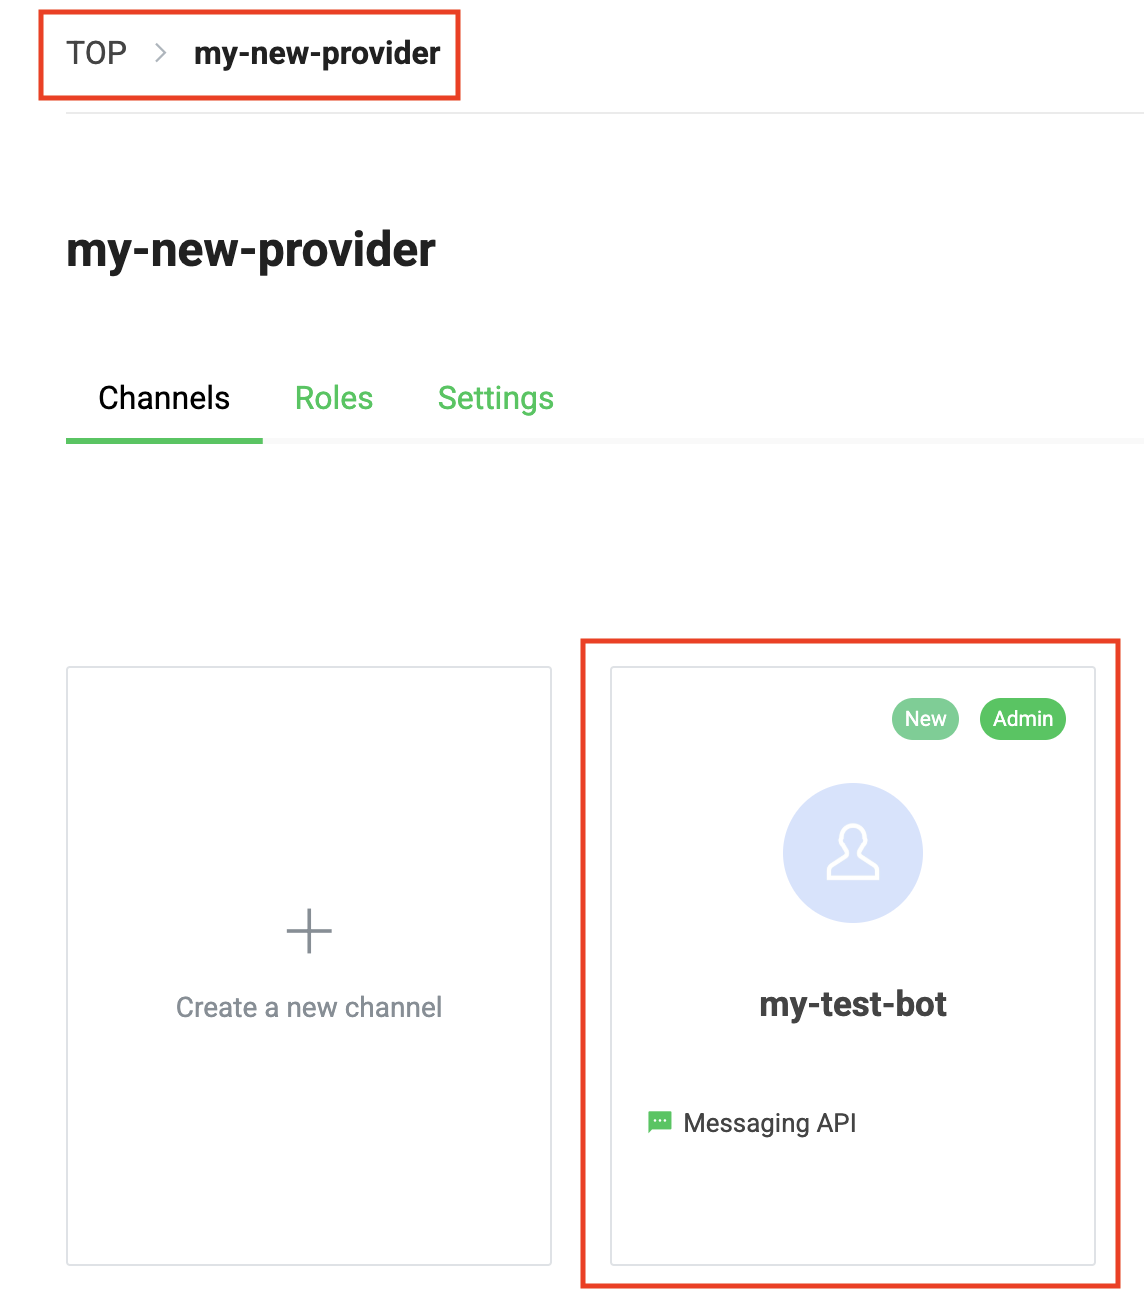 TOP > my-new-provider
my-new-provider
Channels Roles Settings
New Admin
Create a new channel
my-test-bot
Messaging API